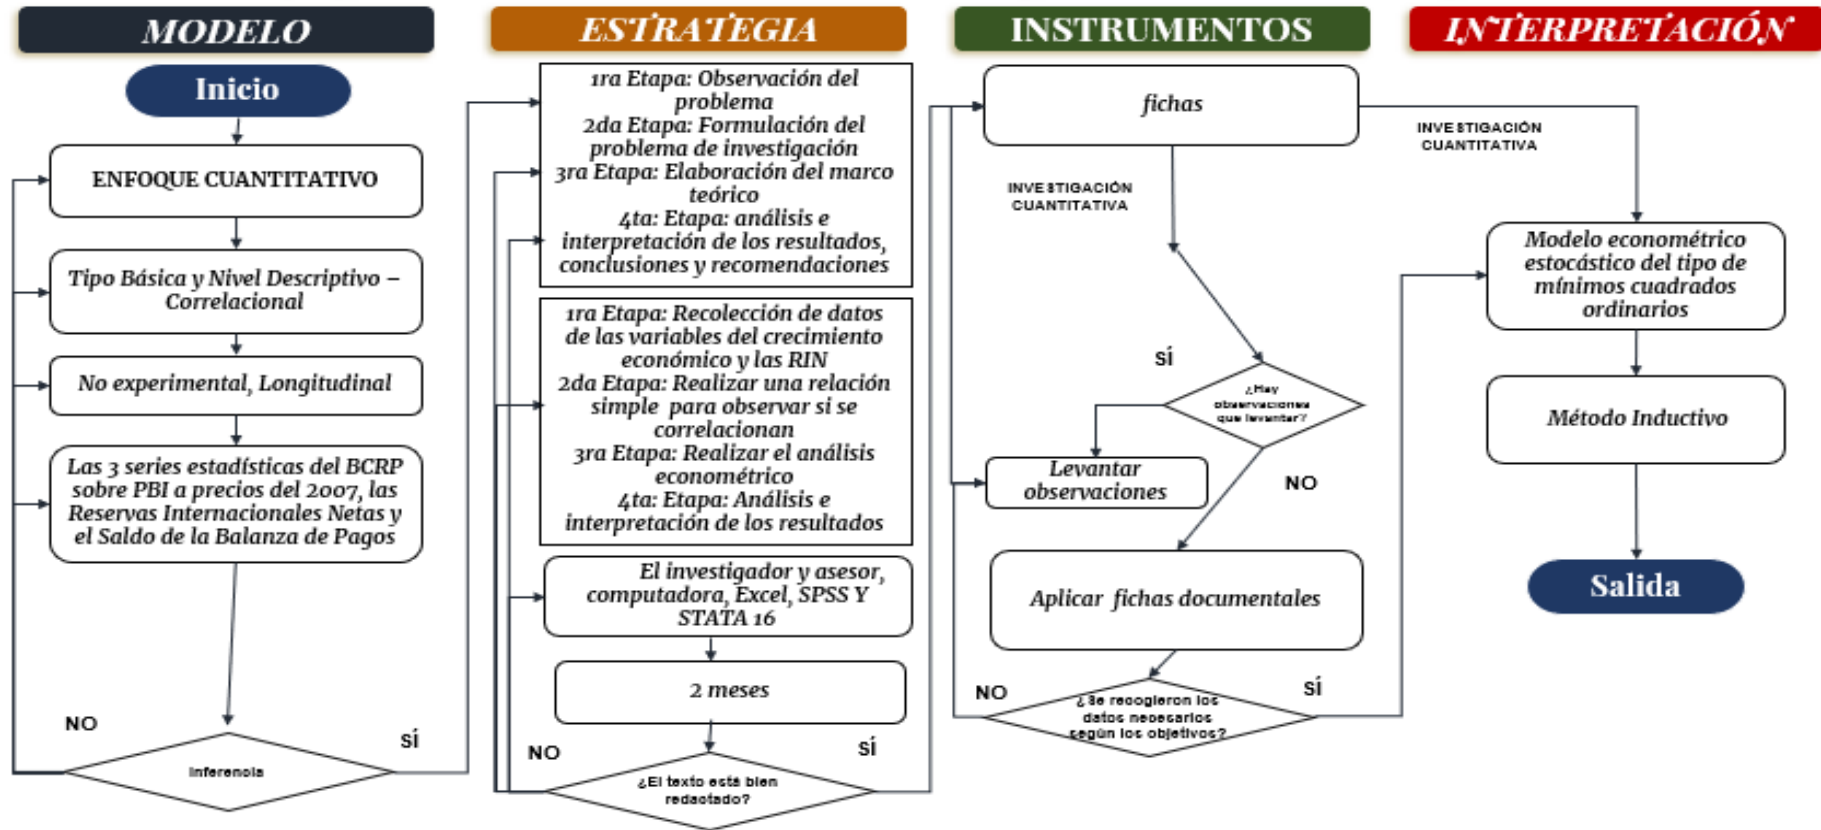 MODELO
Inicio
ENFOQUE CUANTITATIVO
Tipo Básica y Nivel Descriptivo –
Correlacional
No experimental, Longitudinal
Las 3 series estadísticas del BCRP
sobre PBI a precios del 2007, las
Reservas Internacionales Netas y
el Saldo de la Balanza de Pagos
NO
SÍ
Inferencia
ESTRATEGIA
1ra Etapa: Observación del
problema
2da Etapa: Formulación del
problema de investigación
3ra Etapa: Elaboración del marco
teórico
4ta: Etapa: análisis e
interpretación de los resultados,
conclusiones y recomendaciones
1ra Etapa: Recolección de datos
de las variables del crecimiento
económico y las RIN
2da Etapa: Realizar una relación
simple para observar si se
correlacionan
3ra Etapa: Realizar el análisis
econométrico
4ta: Etapa: Análisis e
interpretación de los resultados
El investigador y asesor,
computadora, Excel, SPSS Y
STATA 16
2 meses
NO
SÍ
¿El texto está bien
redactado?
INSTRUMENTOS
fichas
INVESTIGACIÓN
CUANTITATIVA
SÍ
¿Hay
observaciones
que levantar?
Levantar
observaciones
NO
Aplicar fichas documentales
NO
SÍ
¿Se recogieron los
datos necesarios
según los objetivos?
INTERPRETACIÓN
INVESTIGACIÓN
CUANTITATIVA
Modelo econométrico
estocástico del tipo de
mínimos cuadrados
ordinarios
Método Inductivo
Salida